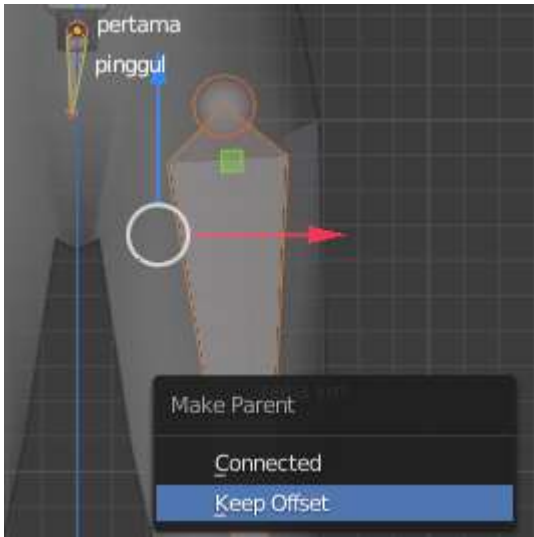 pertama
pinggul
Make Parent
Connected
Keep Offset